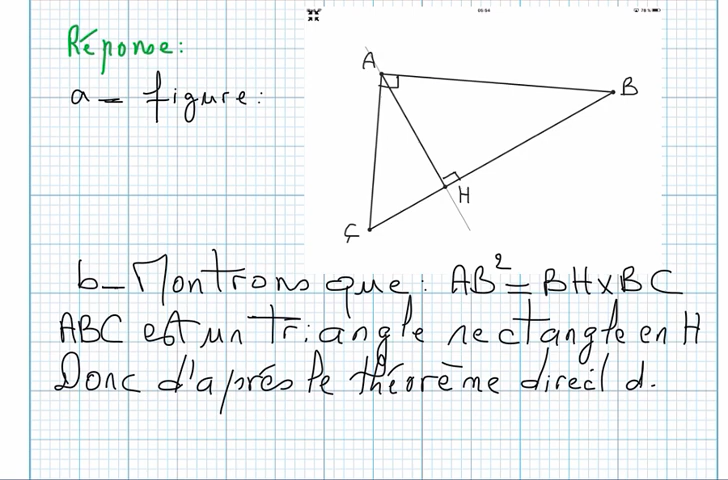 Réponse:
a- figure:
A
B
H
C
b- Montrons que: AB²=BH×BC
ABC est un triangle rectangle en H
Donc d'après le théorème direct d